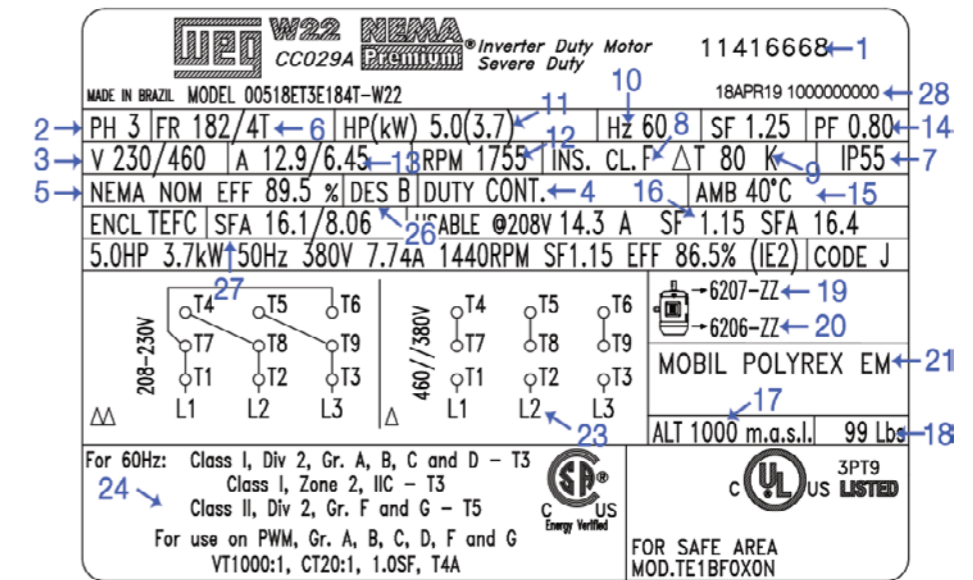 WEG W22 NEMA
CC029A Premium ® Inverter Duty Motor
Severe Duty
11416668 1
MADE IN BRAZIL MODEL 00518ET3E184T-W22
18APR19 1000000000 28
2 PH 3 FR 182/4T 6 HP(kW) 5.0(3.7) 11 Hz 60 10 SF 1.25 PF 0.80 14
3 V 230/460 A 12.9/6.45 13 RPM 1755 12 INS. CL. F 8 ΔT 80 K 9 IP55 7
5 NEMA NOM EFF 89.5 % DES B DUTY CONT. 4 16 AMB 40°C 15
ENCL TEFC SFA 16.1/8.06 26 USABLE @208V 14.3 A SF 1.15 SFA 16.4
5.0HP 3.7kW 50Hz 380V 7.74A 1440RPM SF1.15 EFF 86.5% (IE2) CODE J
27
208-230V
T4 T5 T6
T7 T8 T9
T1 T2 T3
L1 L2 L3
ΔΔ
460//380V
T4 T5 T6
T7 T8 T9
T1 T2 T3
L1 L2 L3
Δ
23
6207-ZZ 19
6206-ZZ 20
MOBIL POLYREX EM 21
17
ALT 1000 m.a.s.l. 99 Lbs 18
For 60Hz: Class I, Div 2, Gr. A, B, C and D - T3
Class I, Zone 2, IIC - T3
24 Class II, Div 2, Gr. F and G - T5
For use on PWM, Gr. A, B, C, D, F and G
VT1000:1, CT20:1, 1.0SF, T4A
SA ®
C US
Energy Verified
C UL US
3PT9
LISTED
FOR SAFE AREA
MOD.TE1BF0X0N